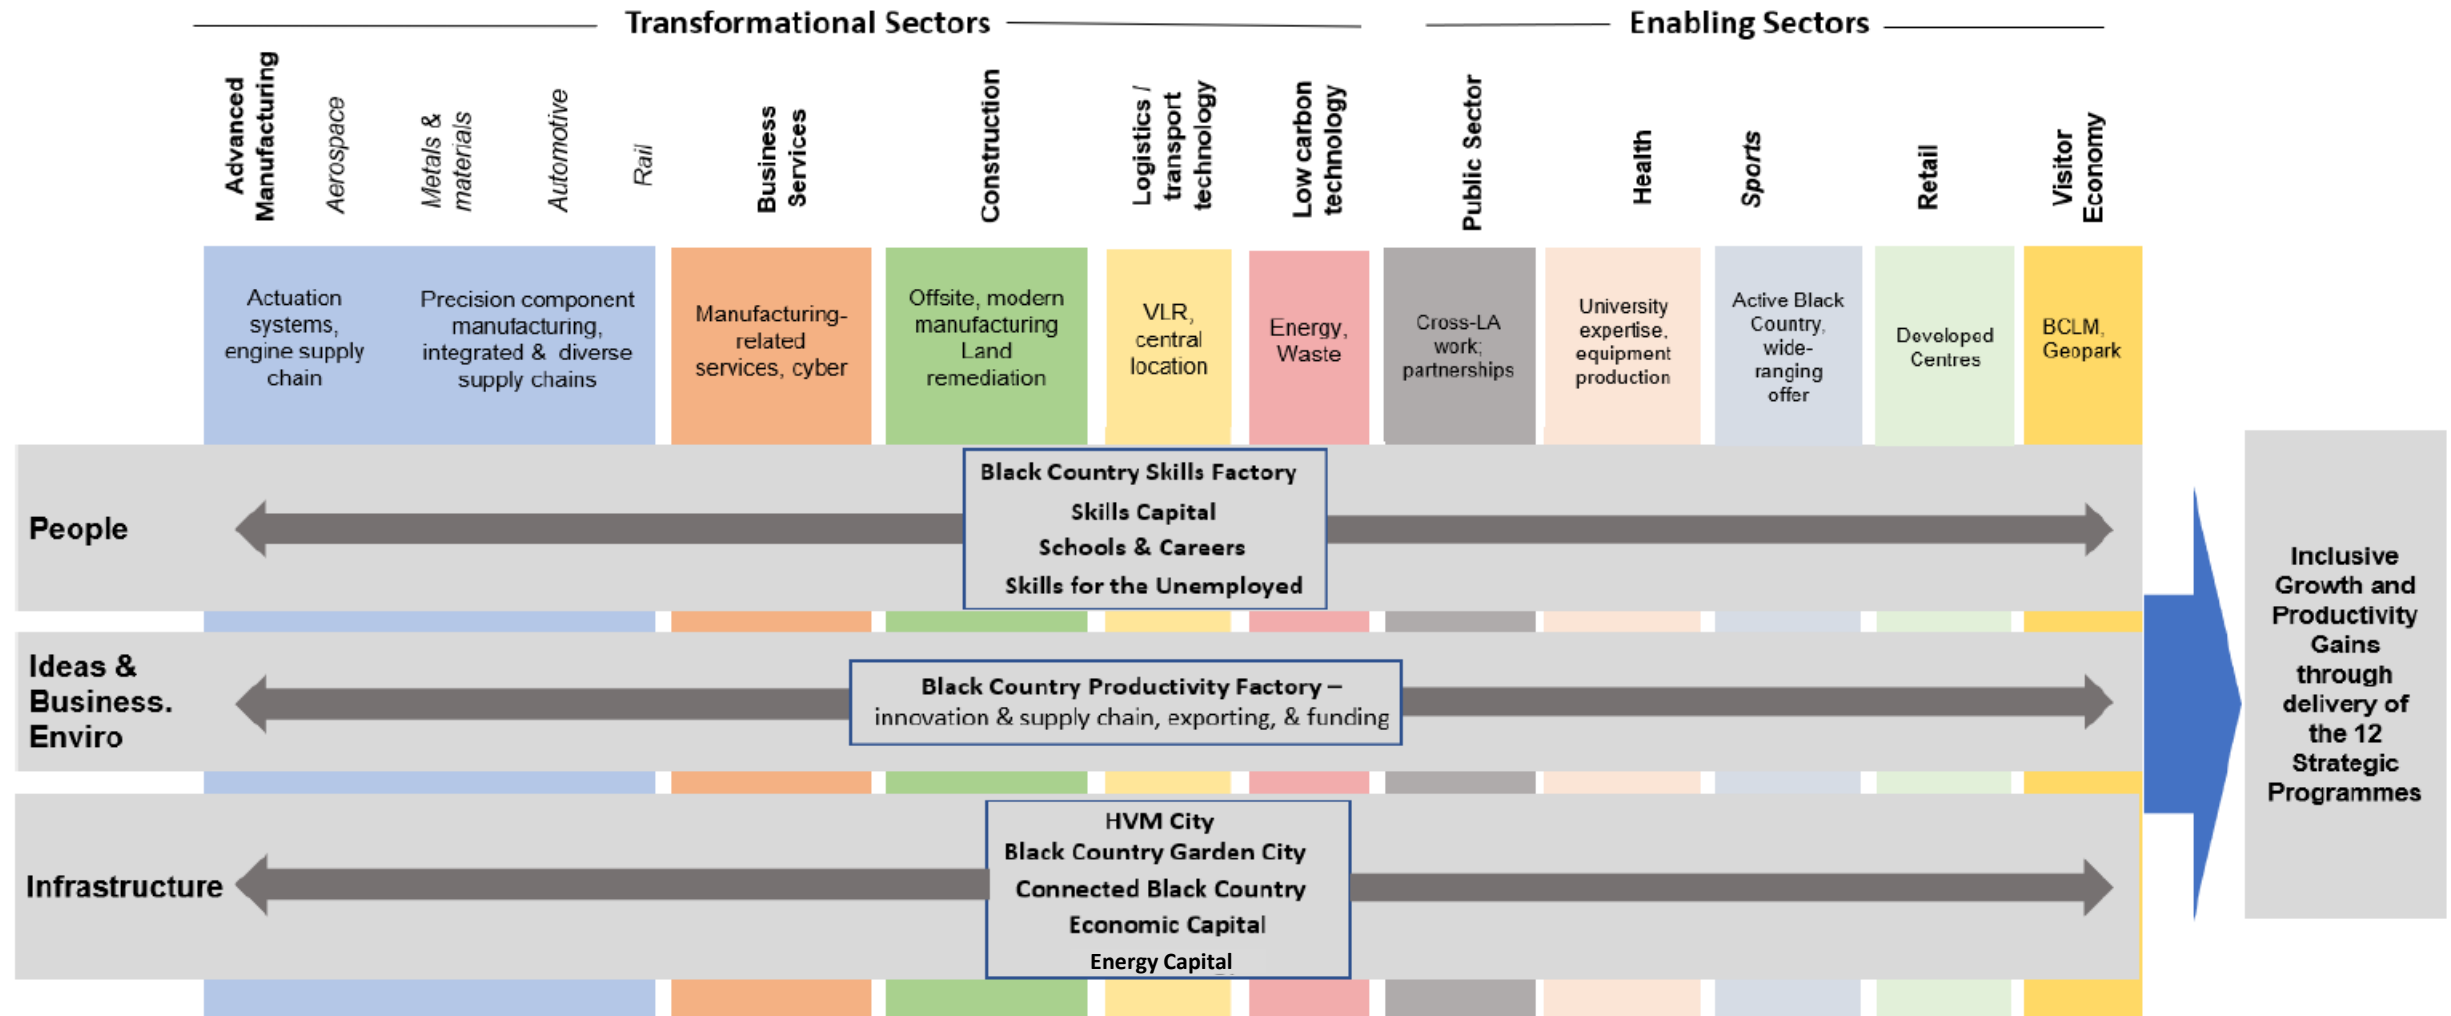 Transformational Sectors
Enabling Sectors
Advanced
Manufacturing
Aerospace
Metals &
materials
Automotive
Rail
Business
Services
Construction
Logistics /
transport
technology
Low carbon
technology
Public Sector
Health
Sports
Retail
Visitor
Economy
Actuation
systems,
engine supply
chain
Precision component
manufacturing,
integrated & diverse
supply chains
Manufacturing-
related
services, cyber
Offsite, modern
manufacturing
Land
remediation
VLR,
central
location
Energy,
Waste
Cross-LA
work;
partnerships
University
expertise,
equipment
production
Active Black
Country,
wide-
ranging
offer
Developed
Centres
BCLM,
Geopark
People
Black Country Skills Factory
Skills Capital
Schools & Careers
Skills for the Unemployed
Ideas &
Business.
Enviro
Black Country Productivity Factory –
innovation & supply chain, exporting, & funding
Infrastructure
HVM City
Black Country Garden City
Connected Black Country
Economic Capital
Energy Capital
Inclusive
Growth and
Productivity
Gains
through
delivery of
the 12
Strategic
Programmes